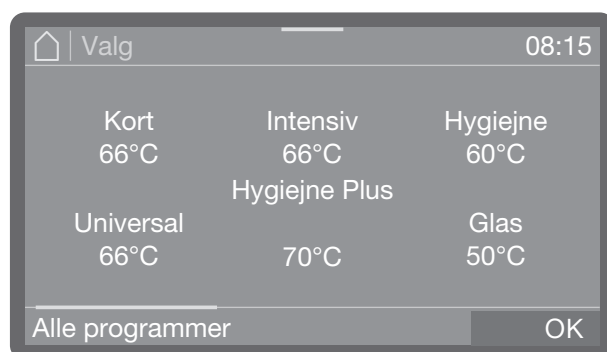 Valg 08:15
Kort Intensiv Hygiejne
66°C 66°C 60°C
Hygiejne Plus
Universal Glas
66°C 70°C 50°C
Alle programmer OK